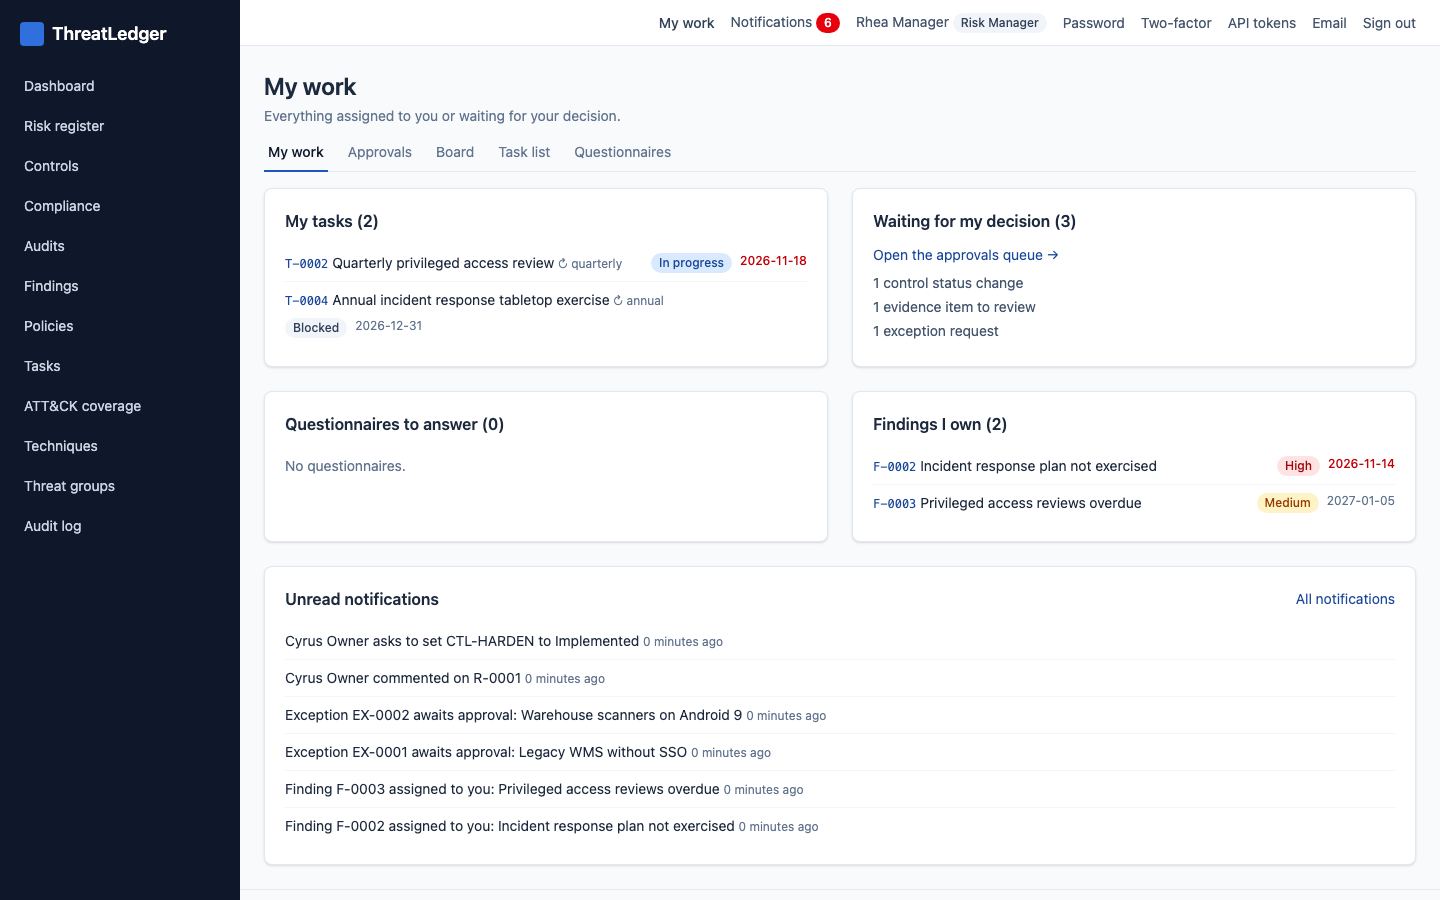 ThreatLedger
Dashboard
Risk register
Controls
Compliance
Audits
Findings
Policies
Tasks
ATT&CK coverage
Techniques
Threat groups
Audit log
My work Notifications 6 Rhea Manager Risk Manager Password Two-factor API tokens Email Sign out
My work
Everything assigned to you or waiting for your decision.
My work Approvals Board Task list Questionnaires
My tasks (2)
T-0002 Quarterly privileged access review ↻ quarterly In progress 2026-11-18
T-0004 Annual incident response tabletop exercise ↻ annual
Blocked 2026-12-31
Waiting for my decision (3)
Open the approvals queue →
1 control status change
1 evidence item to review
1 exception request
Questionnaires to answer (0)
No questionnaires.
Findings I own (2)
F-0002 Incident response plan not exercised High 2026-11-14
F-0003 Privileged access reviews overdue Medium 2027-01-05
Unread notifications All notifications
Cyrus Owner asks to set CTL-HARDEN to Implemented 0 minutes ago
Cyrus Owner commented on R-0001 0 minutes ago
Exception EX-0002 awaits approval: Warehouse scanners on Android 9 0 minutes ago
Exception EX-0001 awaits approval: Legacy WMS without SSO 0 minutes ago
Finding F-0003 assigned to you: Privileged access reviews overdue 0 minutes ago
Finding F-0002 assigned to you: Incident response plan not exercised 0 minutes ago